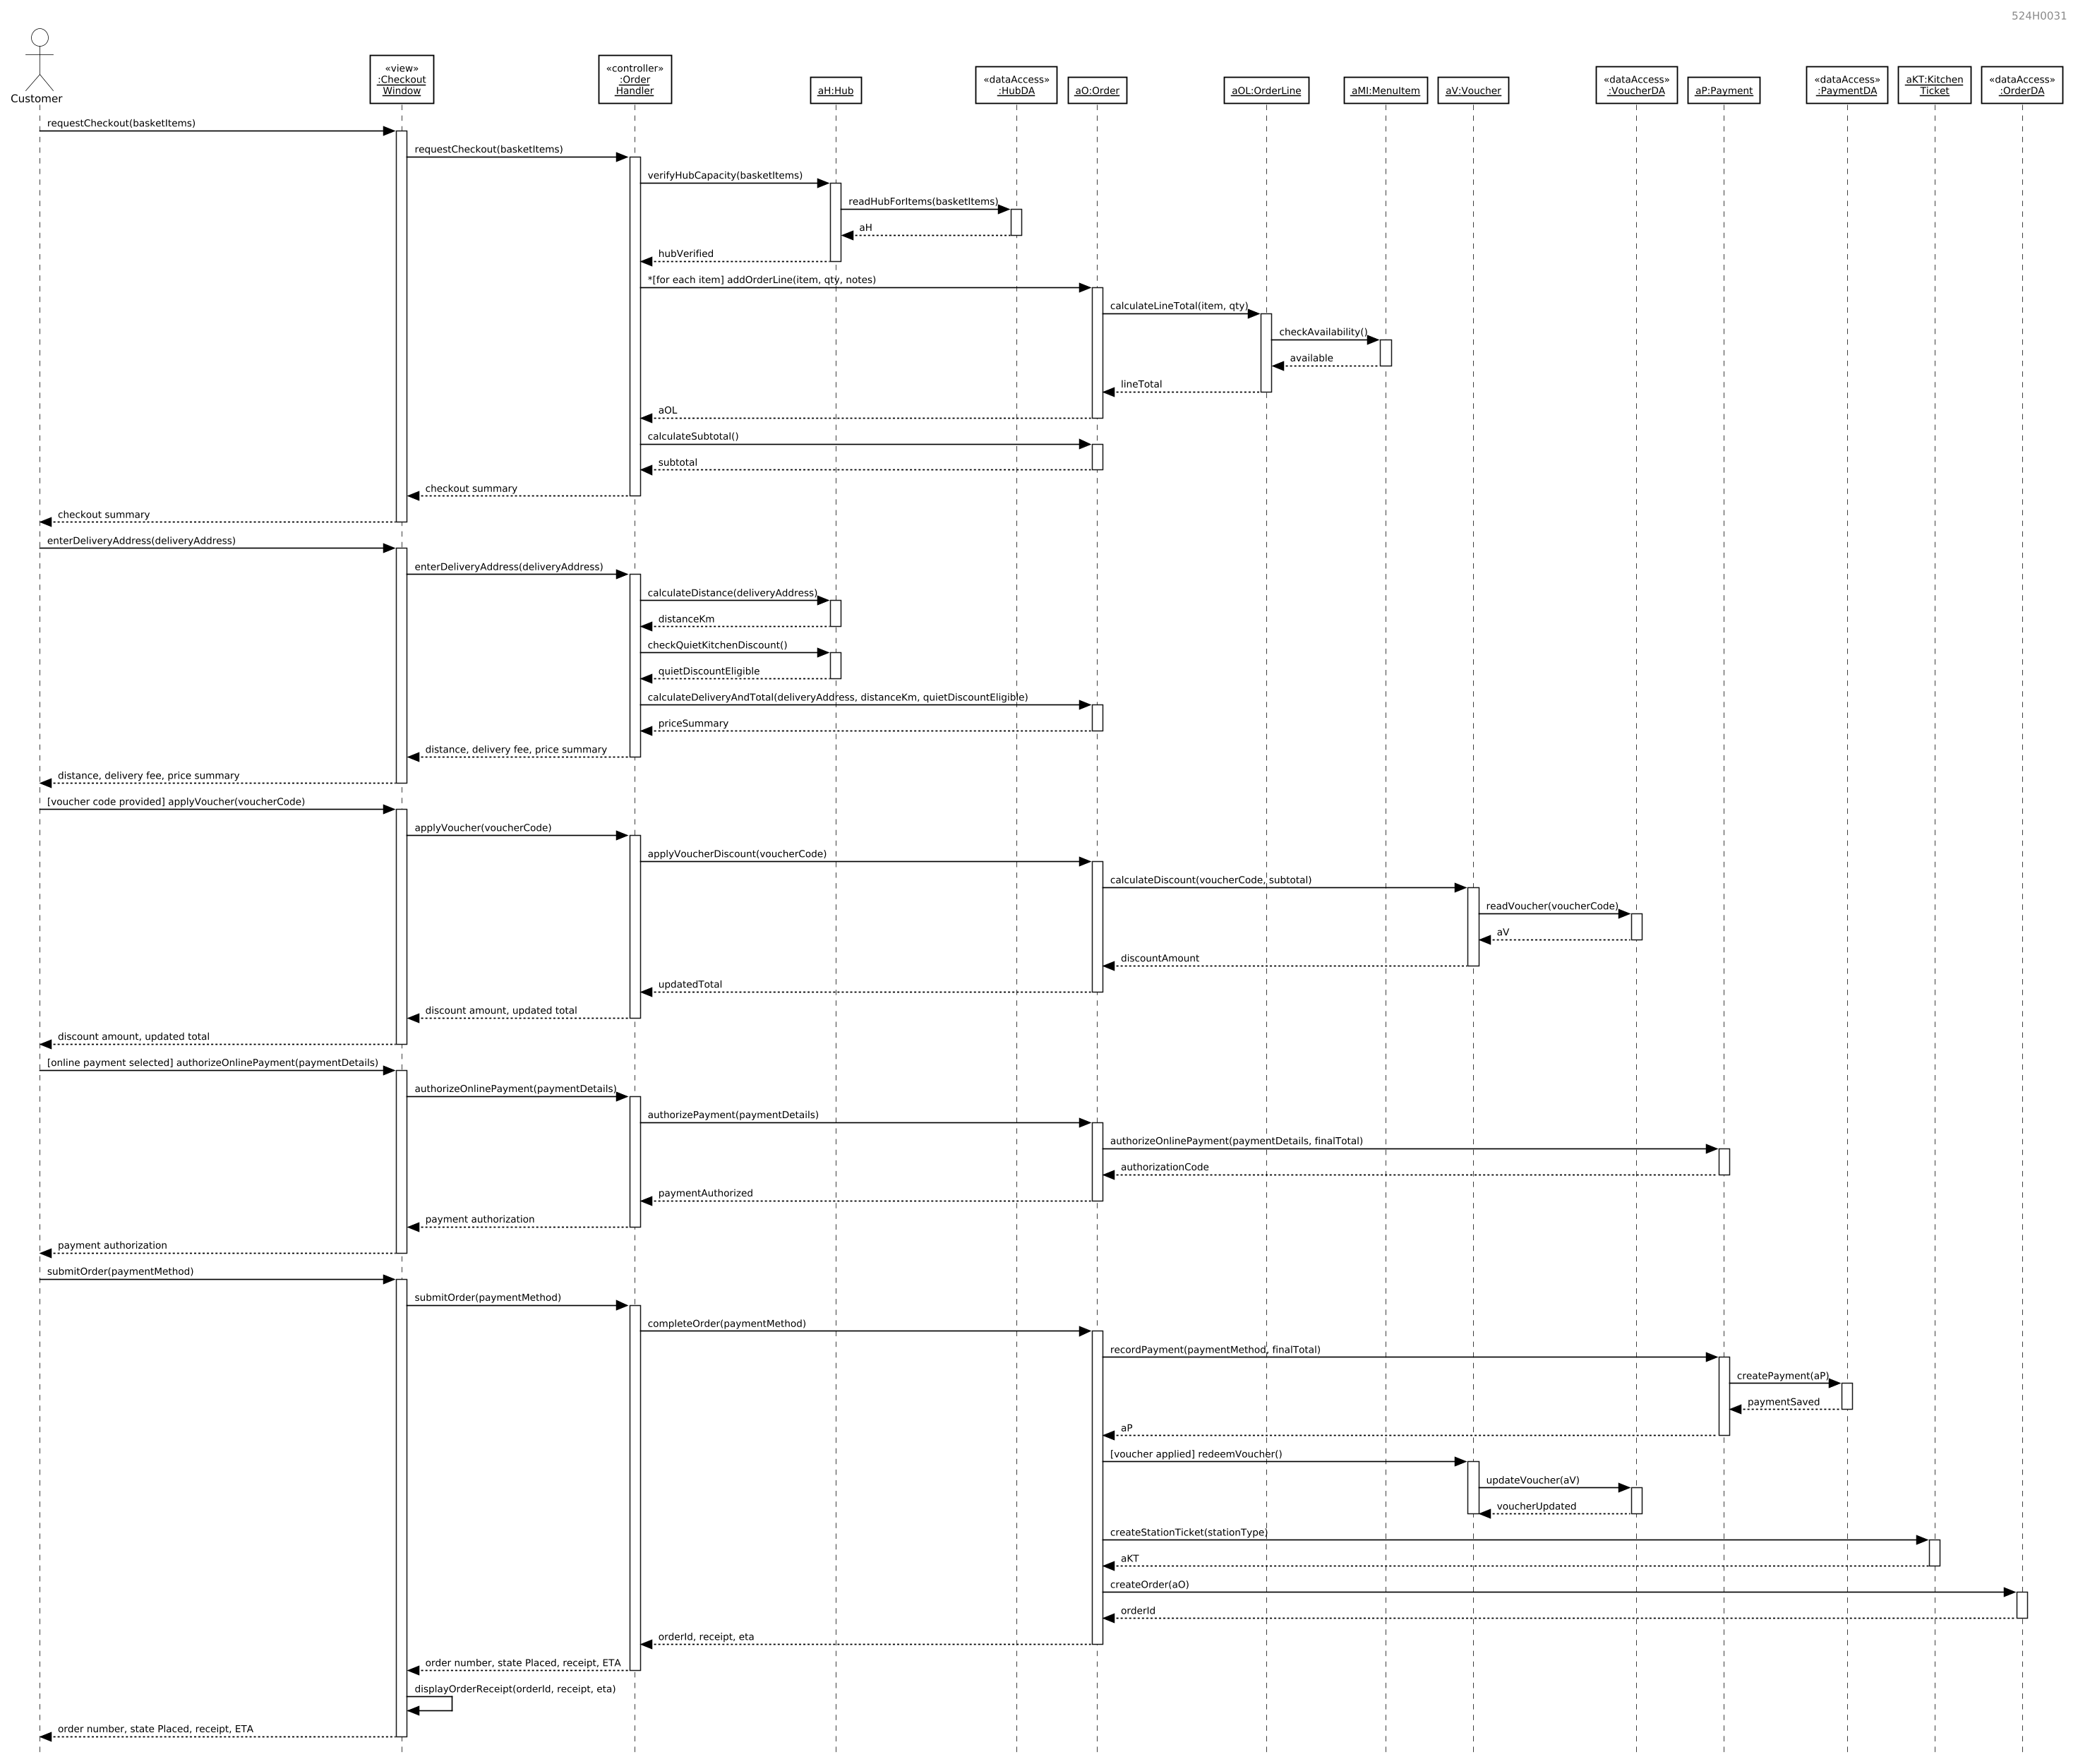 524H0031
Customer
«view»
:Checkout
Window
«controller»
:Order
Handler
aH:Hub
«dataAccess»
:HubDA
aO:Order
aOL:OrderLine
aMI:MenuItem
aV:Voucher
«dataAccess»
:VoucherDA
aP:Payment
«dataAccess»
:PaymentDA
aKT:Kitchen
Ticket
«dataAccess»
:OrderDA
requestCheckout(basketItems)
requestCheckout(basketItems)
verifyHubCapacity(basketItems)
readHubForItems(basketItems)
aH
hubVerified
*[for each item] addOrderLine(item, qty, notes)
calculateLineTotal(item, qty)
checkAvailability()
available
lineTotal
aOL
calculateSubtotal()
subtotal
checkout summary
checkout summary
enterDeliveryAddress(deliveryAddress)
enterDeliveryAddress(deliveryAddress)
calculateDistance(deliveryAddress)
distanceKm
checkQuietKitchenDiscount()
quietDiscountEligible
calculateDeliveryAndTotal(deliveryAddress, distanceKm, quietDiscountEligible)
priceSummary
distance, delivery fee, price summary
distance, delivery fee, price summary
[voucher code provided] applyVoucher(voucherCode)
applyVoucher(voucherCode)
applyVoucherDiscount(voucherCode)
calculateDiscount(voucherCode, subtotal)
readVoucher(voucherCode)
aV
discountAmount
updatedTotal
discount amount, updated total
discount amount, updated total
[online payment selected] authorizeOnlinePayment(paymentDetails)
authorizeOnlinePayment(paymentDetails)
authorizePayment(paymentDetails)
authorizeOnlinePayment(paymentDetails, finalTotal)
authorizationCode
paymentAuthorized
payment authorization
payment authorization
submitOrder(paymentMethod)
submitOrder(paymentMethod)
completeOrder(paymentMethod)
recordPayment(paymentMethod, finalTotal)
createPayment(aP)
paymentSaved
aP
[voucher applied] redeemVoucher()
updateVoucher(aV)
voucherUpdated
createStationTicket(stationType)
aKT
createOrder(aO)
orderId
orderId, receipt, eta
order number, state Placed, receipt, ETA
displayOrderReceipt(orderId, receipt, eta)
order number, state Placed, receipt, ETA